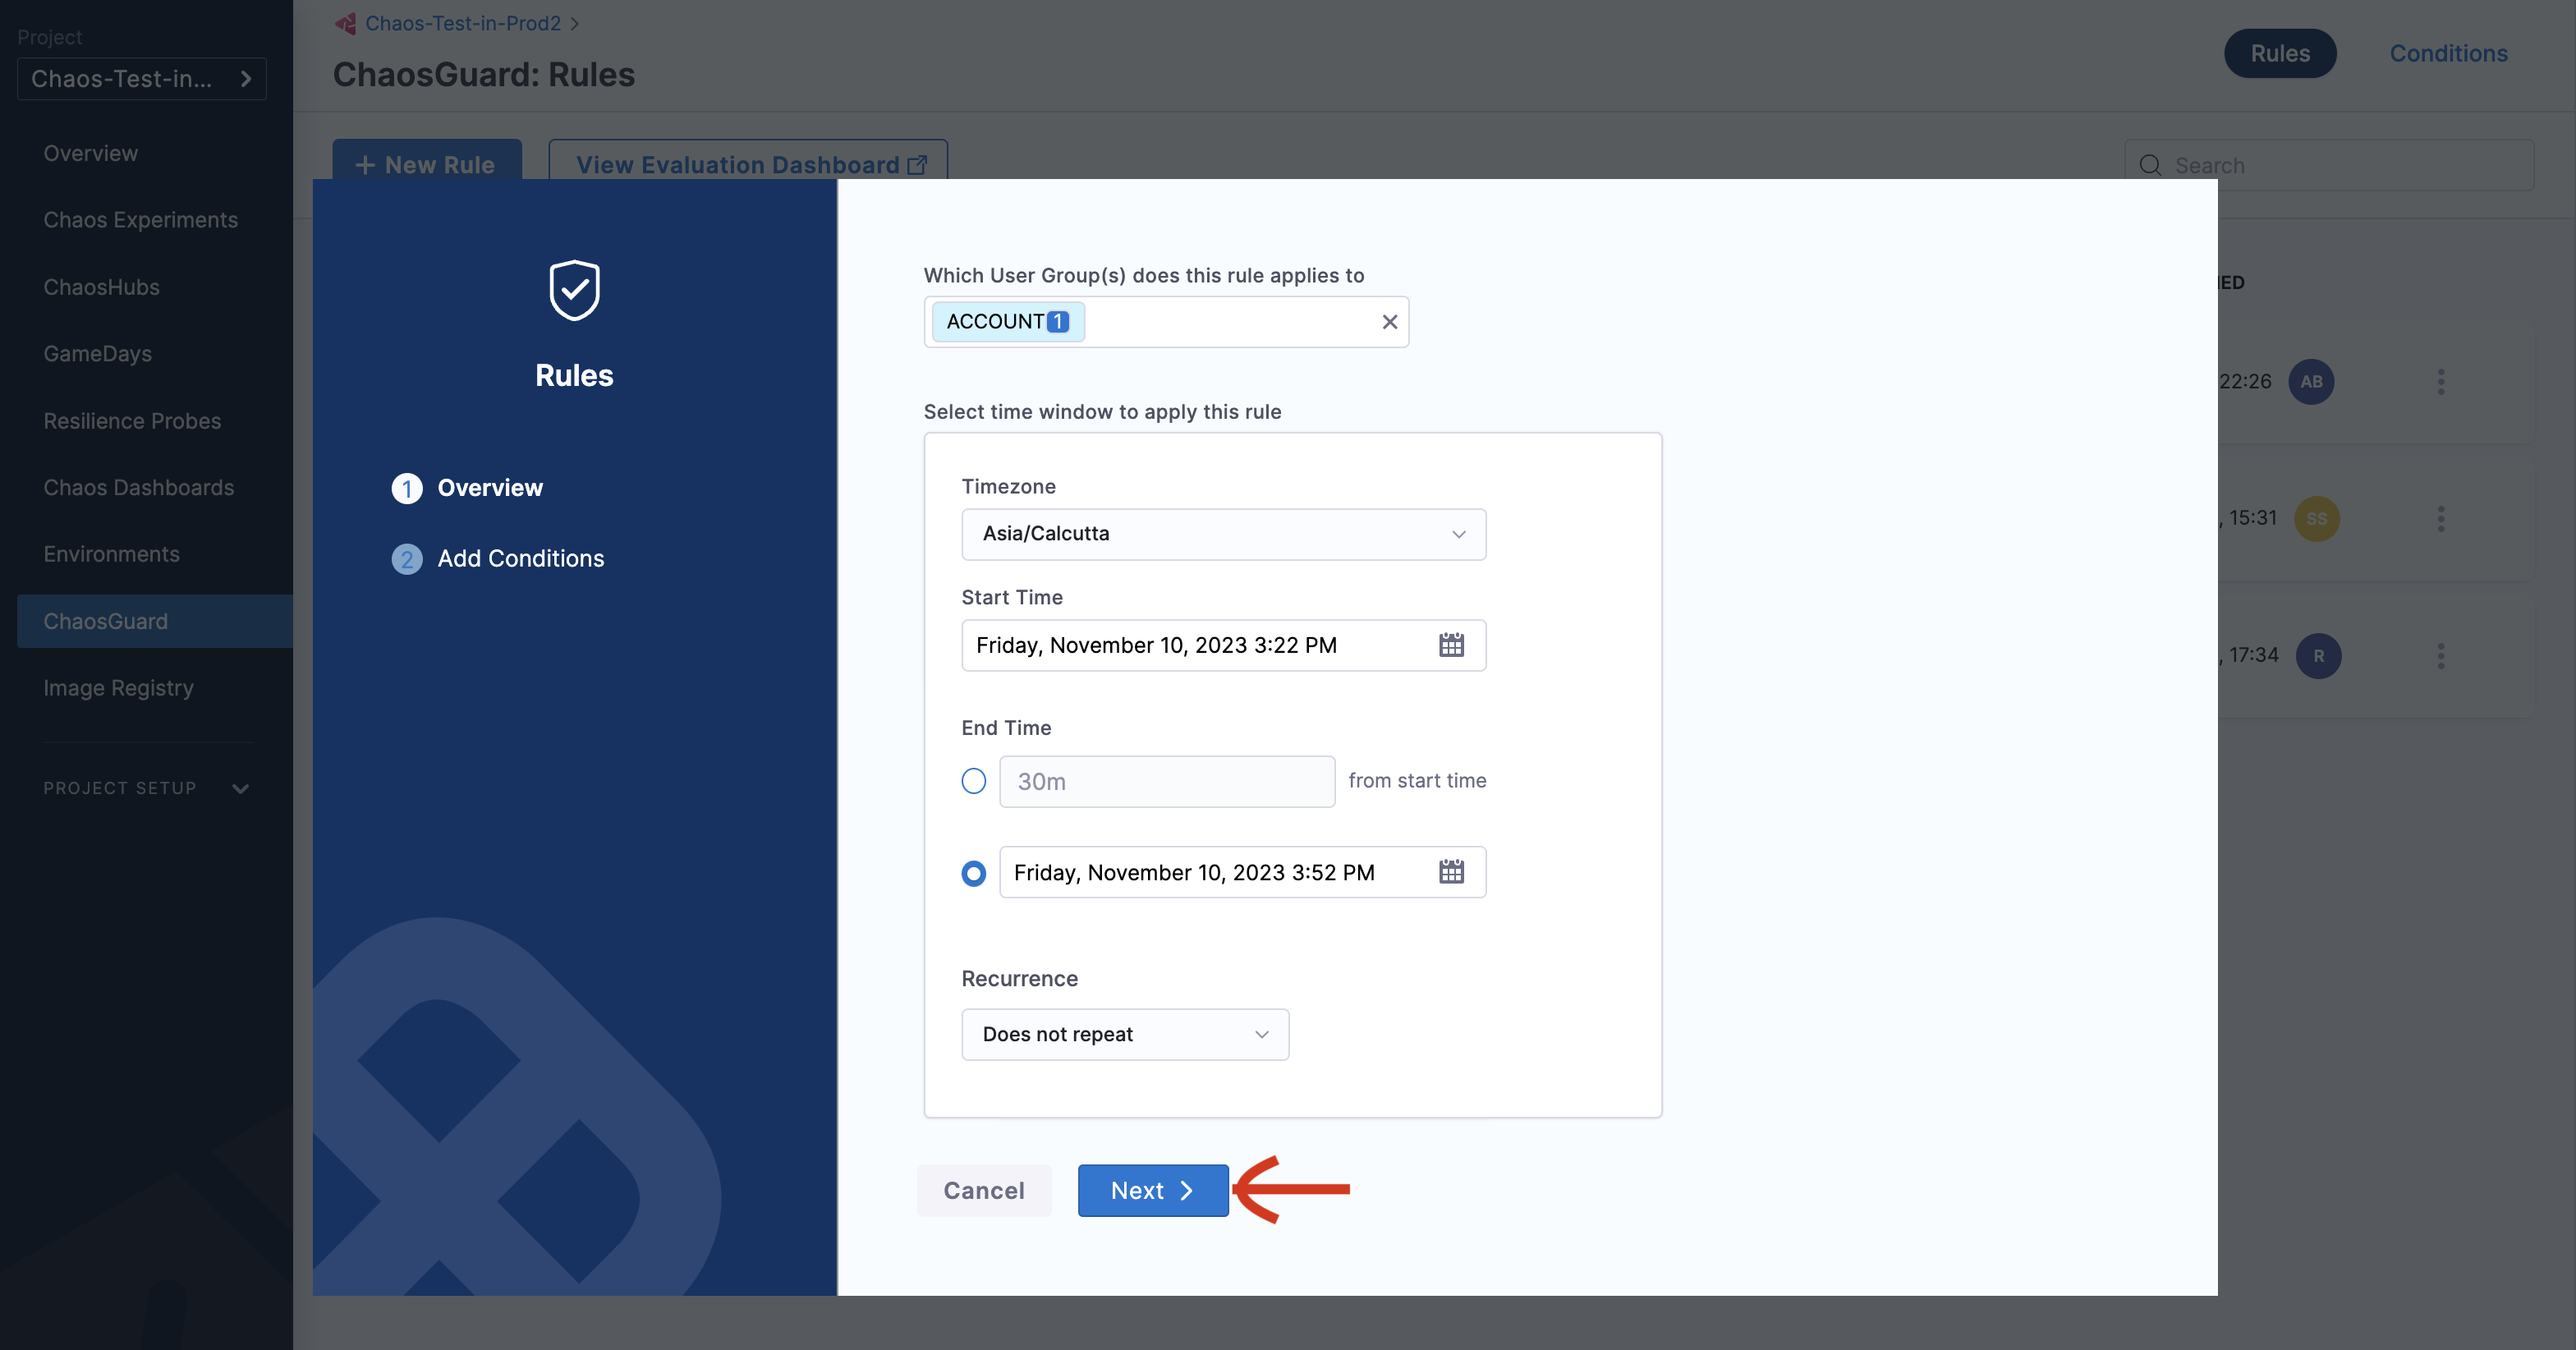 Project
Chaos-Test-in...
Overview
Chaos Experiments
ChaosHubs
GameDays
Resilience Probes
Chaos Dashboards
Environments
ChaosGuard
Image Registry
PROJECT SETUP
Chaos-Test-in-Prod2
ChaosGuard: Rules
Rules
Conditions
+ New Rule
View Evaluation Dashboard
Search
Rules
1 Overview
2 Add Conditions
Which User Group(s) does this rule applies to
ACCOUNT 1
Select time window to apply this rule
Timezone
Asia/Calcutta
Start Time
Friday, November 10, 2023 3:22 PM
End Time
30m from start time
Friday, November 10, 2023 3:52 PM
Recurrence
Does not repeat
Cancel
Next
22:26 AB
, 15:31 SS
, 17:34 R